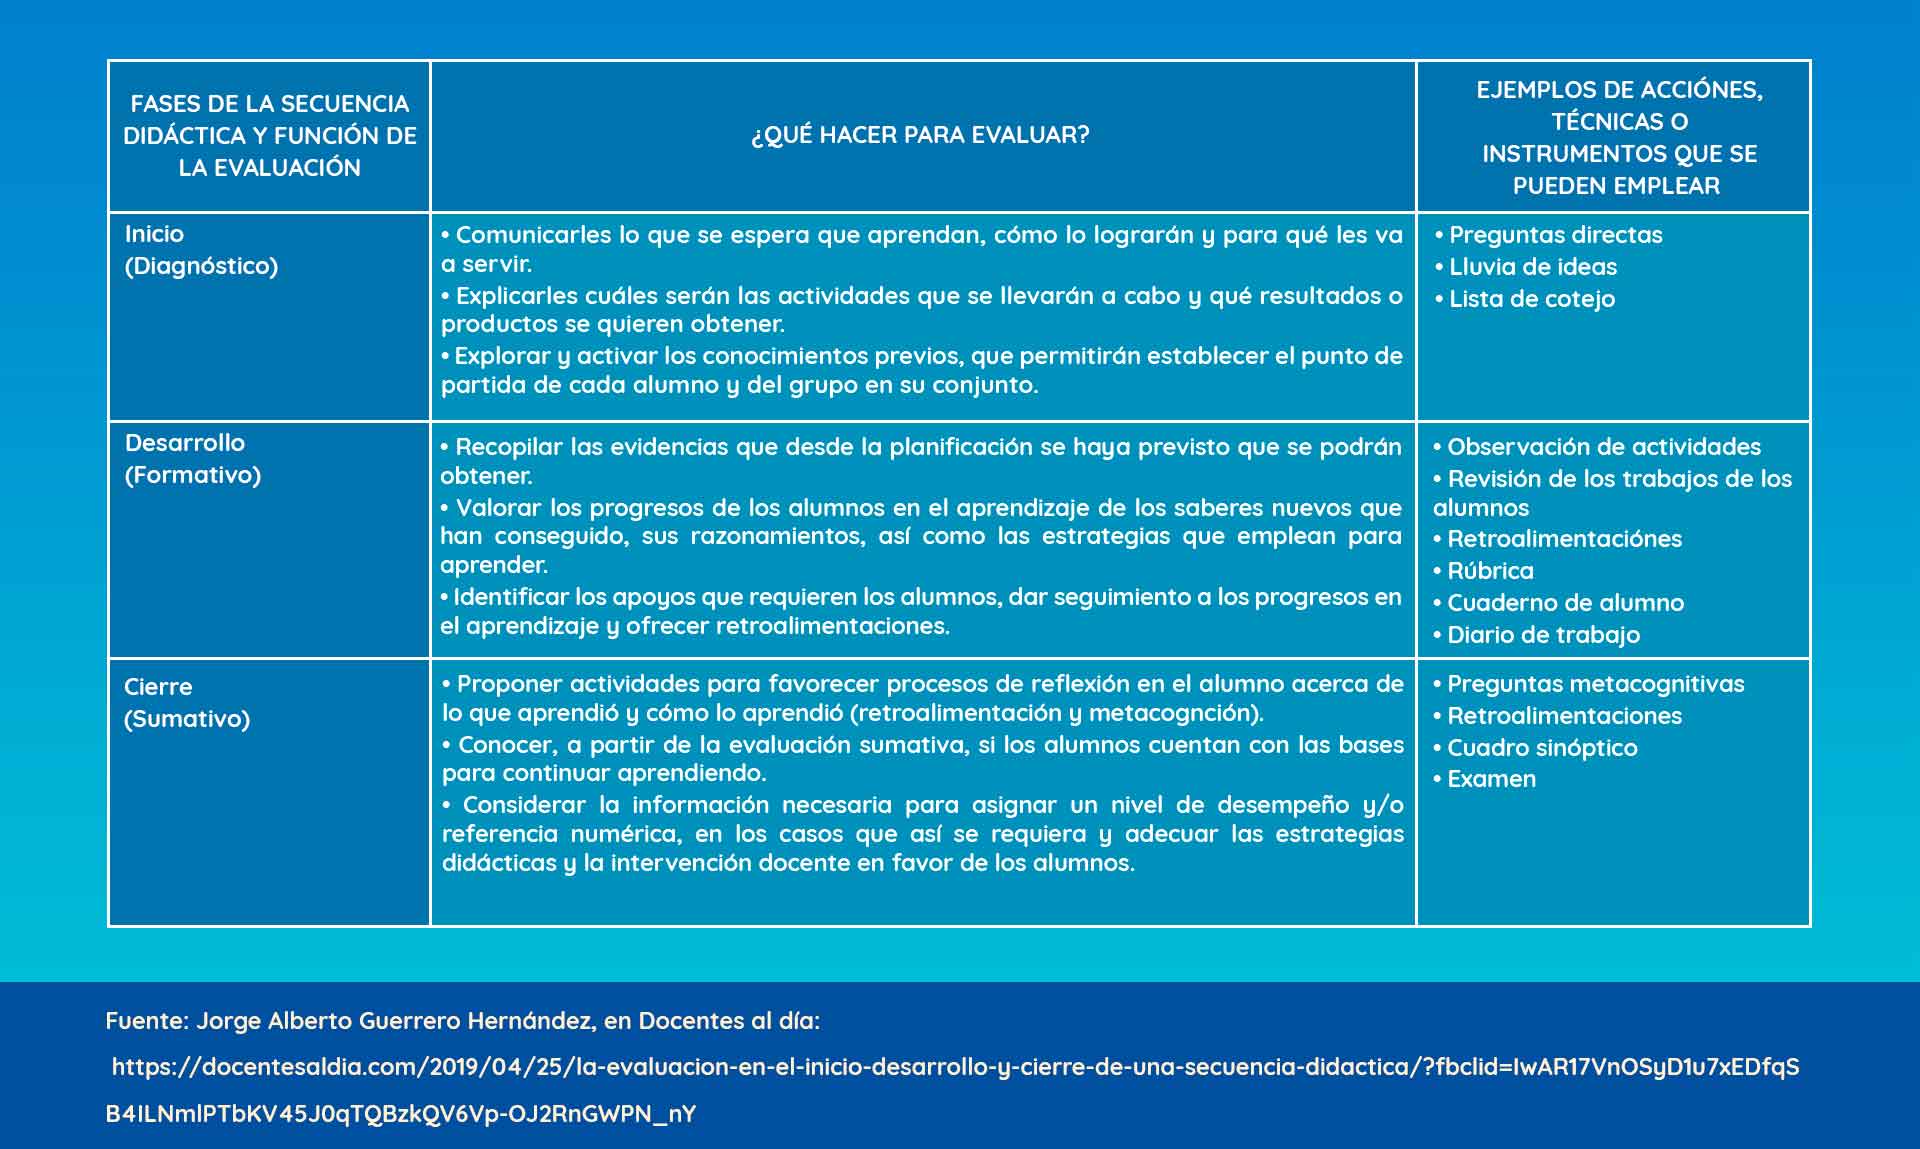 FASES DE LA SECUENCIA
DIDÁCTICA Y FUNCIÓN DE
LA EVALUACIÓN
¿QUÉ HACER PARA EVALUAR?
EJEMPLOS DE ACCIÓNES,
TÉCNICAS O
INSTRUMENTOS QUE SE
PUEDEN EMPLEAR
Inicio
(Diagnóstico)
• Comunicarles lo que se espera que aprendan, cómo lo lograrán y para qué les va
a servir.
• Explicarles cuáles serán las actividades que se llevarán a cabo y qué resultados o
productos se quieren obtener.
• Explorar y activar los conocimientos previos, que permitirán establecer el punto de
partida de cada alumno y del grupo en su conjunto.
• Preguntas directas
• Lluvia de ideas
• Lista de cotejo
Desarrollo
(Formativo)
• Recopilar las evidencias que desde la planificación se haya previsto que se podrán
obtener.
• Valorar los progresos de los alumnos en el aprendizaje de los saberes nuevos que
han conseguido, sus razonamientos, así como las estrategias que emplean para
aprender.
• Identificar los apoyos que requieren los alumnos, dar seguimiento a los progresos en
el aprendizaje y ofrecer retroalimentaciones.
• Observación de actividades
• Revisión de los trabajos de los
alumnos
• Retroalimentaciónes
• Rúbrica
• Cuaderno de alumno
• Diario de trabajo
Cierre
(Sumativo)
• Proponer actividades para favorecer procesos de reflexión en el alumno acerca de
lo que aprendió y cómo lo aprendió (retroalimentación y metacognción).
• Conocer, a partir de la evaluación sumativa, si los alumnos cuentan con las bases
para continuar aprendiendo.
• Considerar la información necesaria para asignar un nivel de desempeño y/o
referencia numérica, en los casos que así se requiera y adecuar las estrategias
didácticas y la intervención docente en favor de los alumnos.
• Preguntas metacognitivas
• Retroalimentaciones
• Cuadro sinóptico
• Examen
Fuente: Jorge Alberto Guerrero Hernández, en Docentes al día:
https://docentesaldia.com/2019/04/25/la-evaluacion-en-el-inicio-desarrollo-y-cierre-de-una-secuencia-didactica/?fbclid=IwAR17VnOSyD1u7xEDfqS
B4ILNmlPTbKV45J0qTQBzkQV6Vp-OJ2RnGWPN_nY